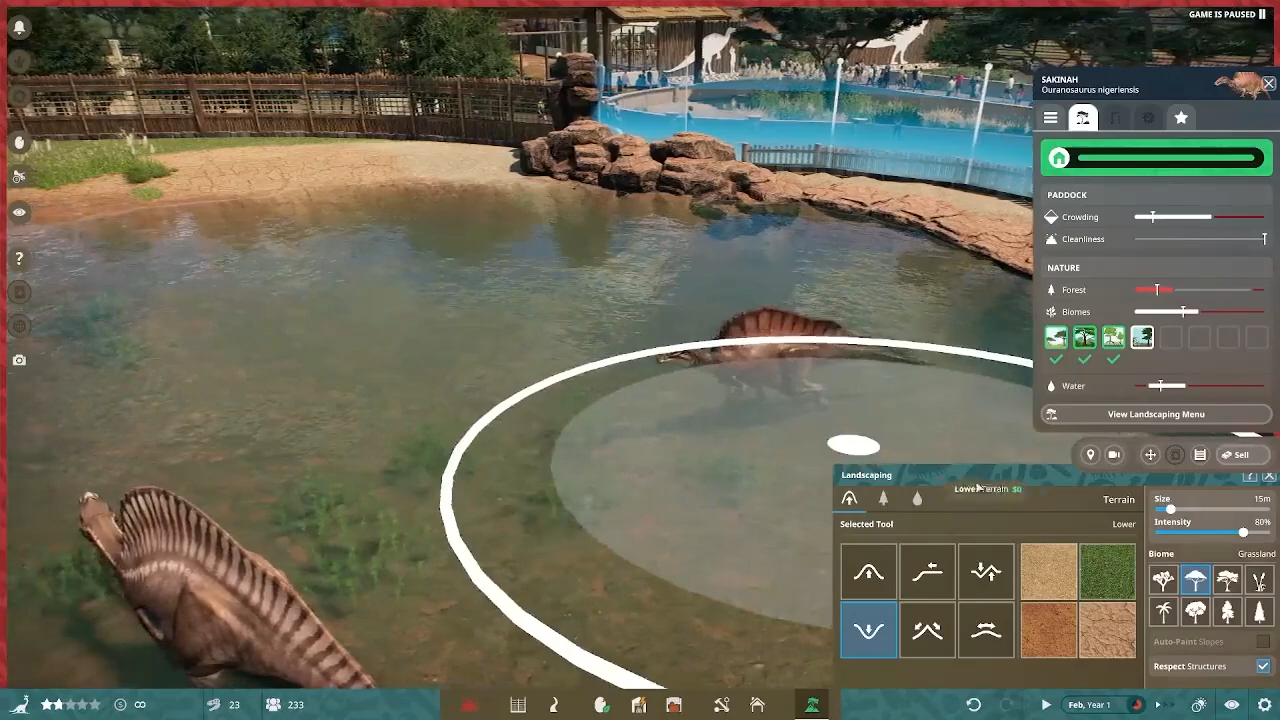 GAME IS PAUSED
SAKINAH
Ouranosaurus nigeriensis
PADDOCK
Crowding
Cleanliness
NATURE
Forest
Biomes
Water
View Landscaping Menu
Sell
Landscaping
Lower Terrain $0
Terrain
Selected Tool
Lower
Size
15m
Intensity
80%
Biome
Grassland
Auto-Paint Slopes
Respect Structures
23
233
Feb, Year 1